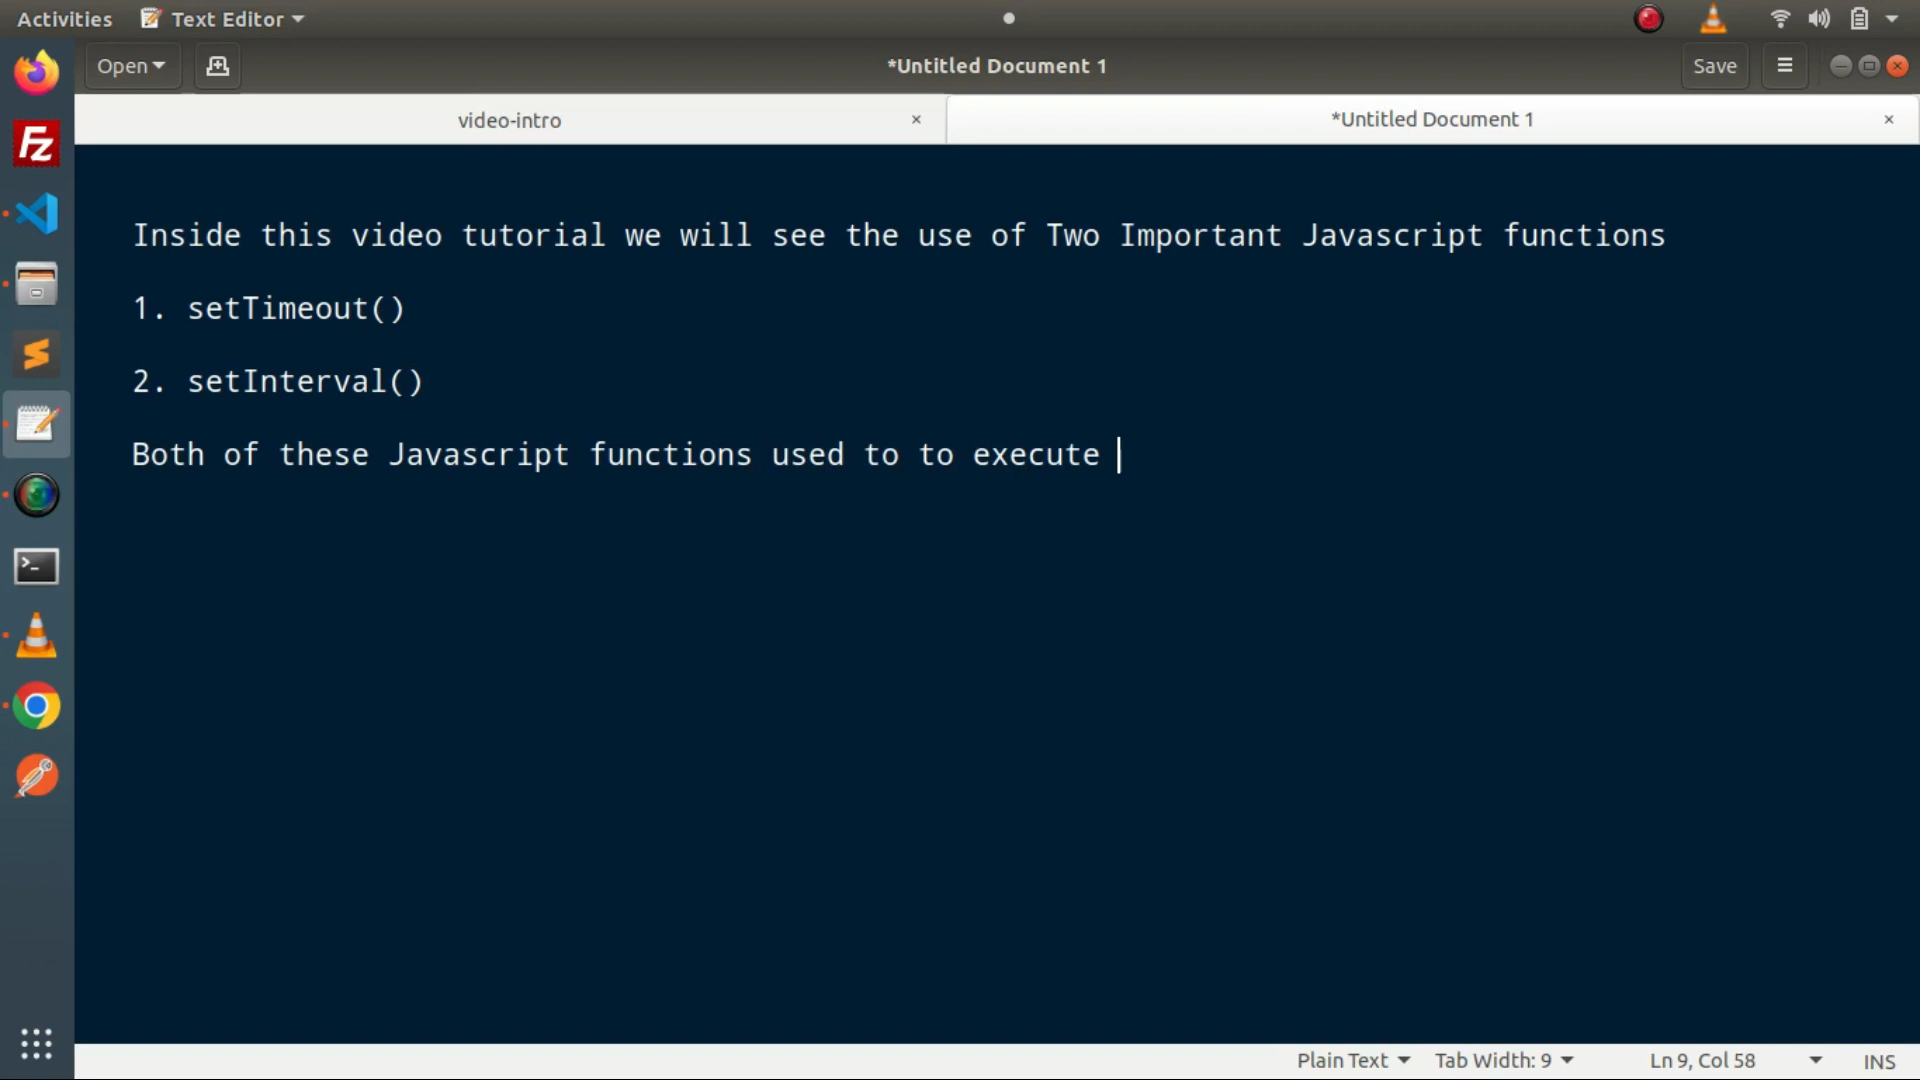 Activities Text Editor
Open *Untitled Document 1 Save
video-intro × *Untitled Document 1 ×
Inside this video tutorial we will see the use of Two Important Javascript functions
1. setTimeout()
2. setInterval()
Both of these Javascript functions used to to execute
Plain Text Tab Width: 9 Ln 9, Col 58 INS